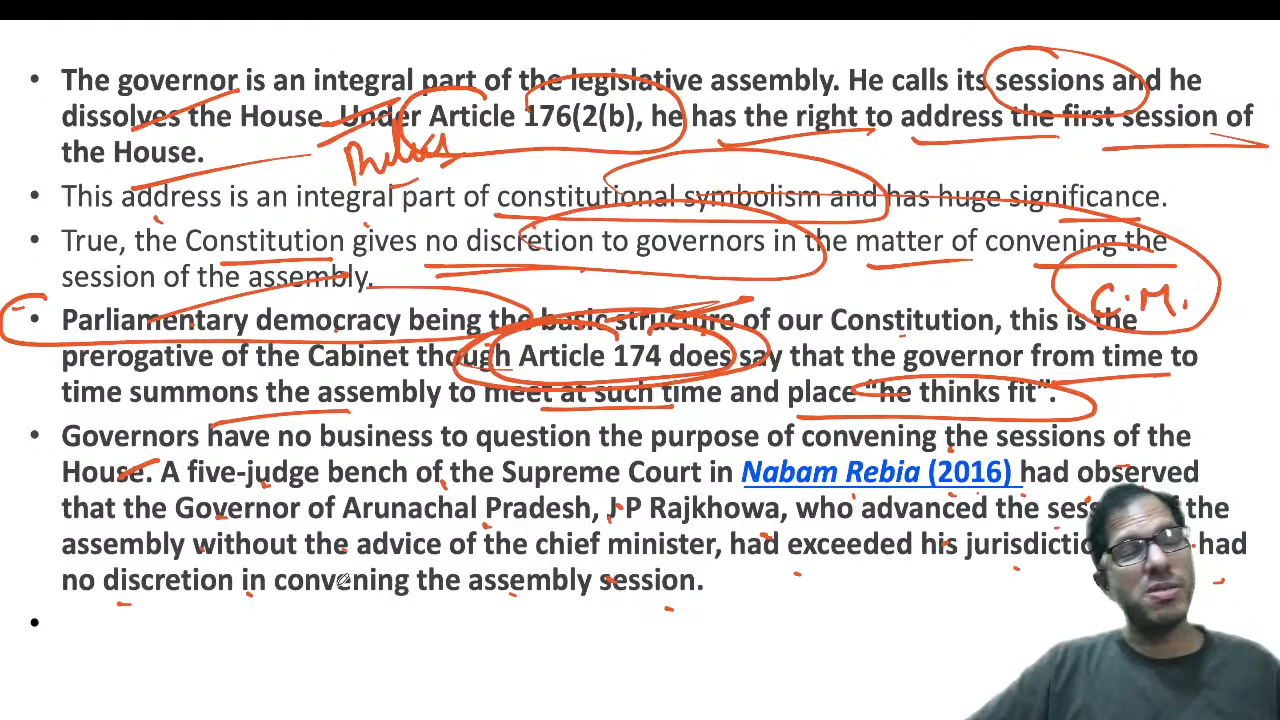 • The governor is an integral part of the legislative assembly. He calls its sessions and he
dissolves the House. Under Article 176(2(b), he has the right to address the first session of
the House.
Rules
• This address is an integral part of constitutional symbolism and has huge significance.
• True, the Constitution gives no discretion to governors in the matter of convening the
session of the assembly.
C.M.
• Parliamentary democracy being the basic structure of our Constitution, this is the
prerogative of the Cabinet though Article 174 does say that the governor from time to
time summons the assembly to meet at such time and place “he thinks fit”.
• Governors have no business to question the purpose of convening the sessions of the
House. A five-judge bench of the Supreme Court in Nabam Rebia (2016) had observed
that the Governor of Arunachal Pradesh, J P Rajkhowa, who advanced the the
assembly without the advice of the chief minister, had exceeded his had
no discretion in convening the assembly session.
•